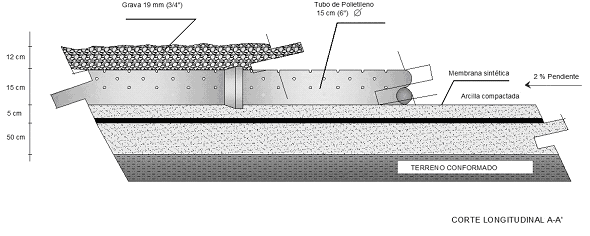 Grava 19 mm (3/4")
Tubo de Polietileno
15 cm (6") Ø
12 cm
15 cm
5 cm
50 cm
Membrana sintética
2 % Pendiente
Arcilla compactada
TERRENO CONFORMADO
CORTE LONGITUDINAL A-A'